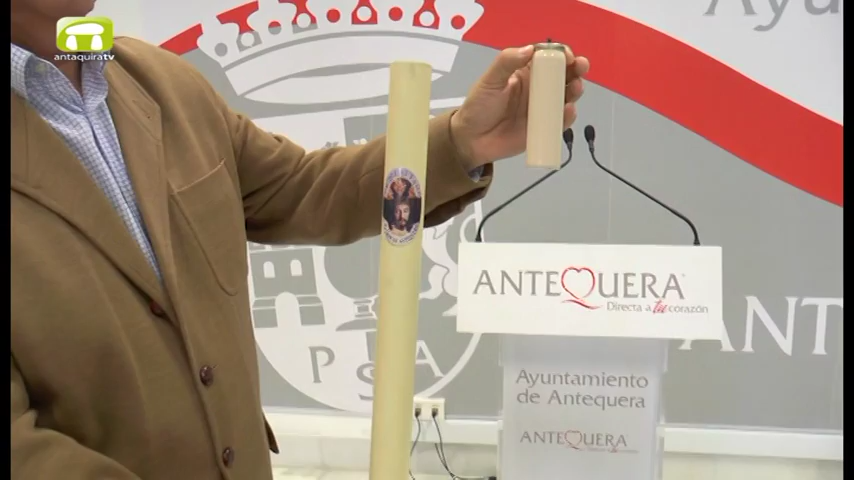 antaquiratv
Ayu
ANTEQUERA
Directa a tu corazón
ANT
P S A
Ayuntamiento
de Antequera
ANTEQUERA